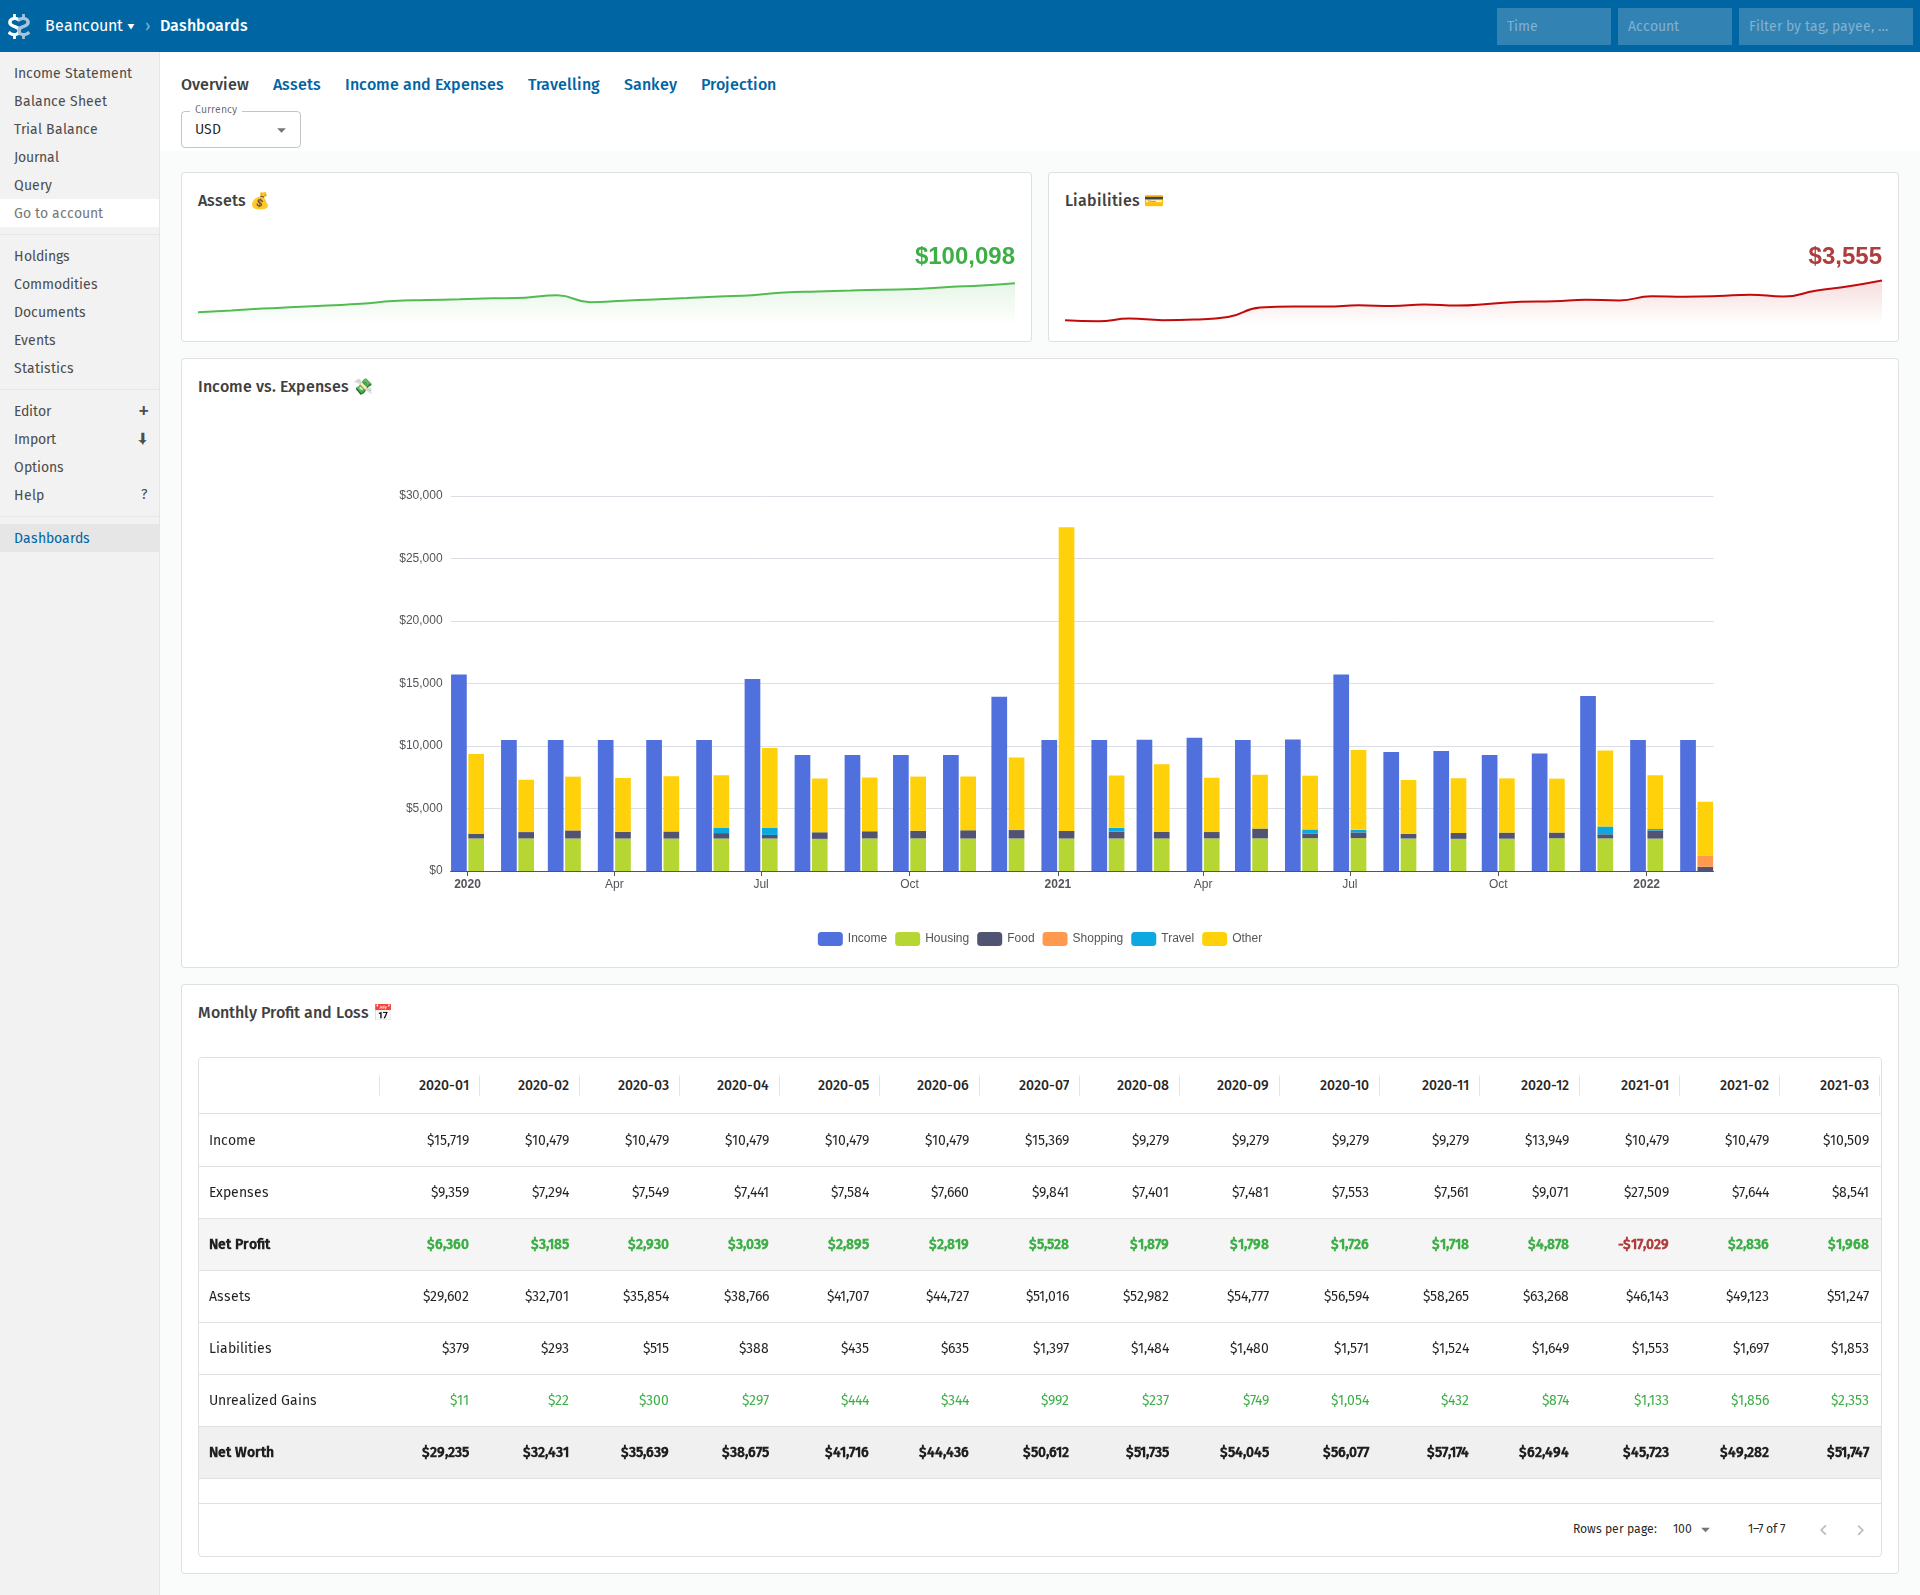 Beancount ▾ › Dashboards
Time
Account
Filter by tag, payee, ...
Income Statement
Balance Sheet
Trial Balance
Journal
Query
Go to account
Holdings
Commodities
Documents
Events
Statistics
Editor +
Import ⬇
Options
Help ?
Dashboards
Overview Assets Income and Expenses Travelling Sankey Projection
Currency
USD
Assets 💰
$100,098
Liabilities 💳
$3,555
Income vs. Expenses 💸
$30,000
$25,000
$20,000
$15,000
$10,000
$5,000
$0
2020 Apr Jul Oct 2021 Apr Jul Oct 2022
Income Housing Food Shopping Travel Other
Monthly Profit and Loss 📅
2020-01 2020-02 2020-03 2020-04 2020-05 2020-06 2020-07 2020-08 2020-09 2020-10 2020-11 2020-12 2021-01 2021-02 2021-03
Income $15,719 $10,479 $10,479 $10,479 $10,479 $10,479 $15,369 $9,279 $9,279 $9,279 $9,279 $13,949 $10,479 $10,479 $10,509
Expenses $9,359 $7,294 $7,549 $7,441 $7,584 $7,660 $9,841 $7,401 $7,481 $7,553 $7,561 $9,071 $27,509 $7,644 $8,541
Net Profit $6,360 $3,185 $2,930 $3,039 $2,895 $2,819 $5,528 $1,879 $1,798 $1,726 $1,718 $4,878 -$17,029 $2,836 $1,968
Assets $29,602 $32,701 $35,854 $38,766 $41,707 $44,727 $51,016 $52,982 $54,777 $56,594 $58,265 $63,268 $46,143 $49,123 $51,247
Liabilities $379 $293 $515 $388 $435 $635 $1,397 $1,484 $1,480 $1,571 $1,524 $1,649 $1,553 $1,697 $1,853
Unrealized Gains $11 $22 $300 $297 $444 $344 $992 $237 $749 $1,054 $432 $874 $1,133 $1,856 $2,353
Net Worth $29,235 $32,431 $35,639 $38,675 $41,716 $44,436 $50,612 $51,735 $54,045 $56,077 $57,174 $62,494 $45,723 $49,282 $51,747
Rows per page: 100 1–7 of 7